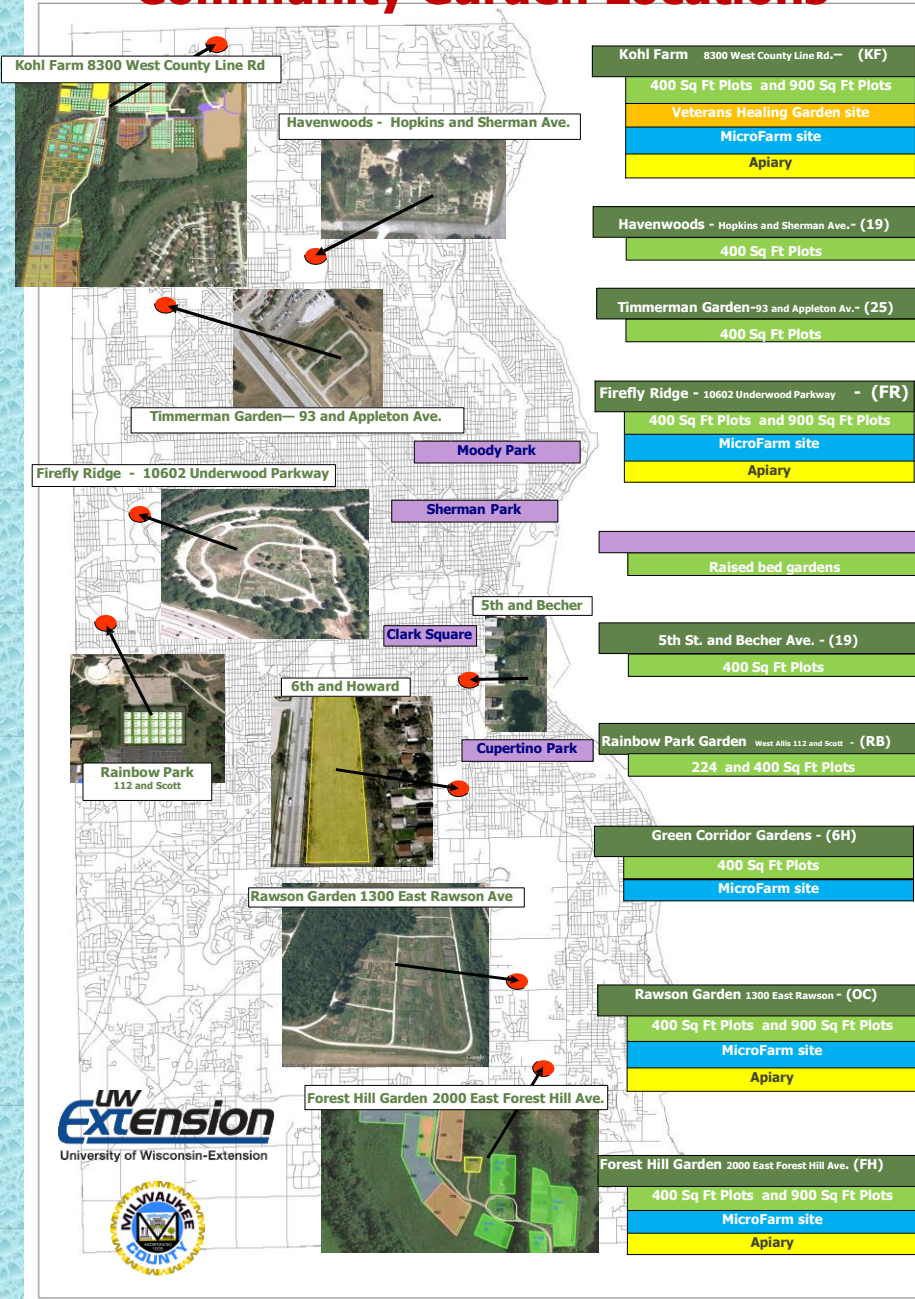 Community Garden Locations
Kohl Farm 8300 West County Line Rd
Havenwoods - Hopkins and Sherman Ave.
Timmerman Garden— 93 and Appleton Ave.
Moody Park
Firefly Ridge - 10602 Underwood Parkway
Sherman Park
5th and Becher
Clark Square
6th and Howard
Cupertino Park
Rainbow Park
112 and Scott
Rawson Garden 1300 East Rawson Ave
Forest Hill Garden 2000 East Forest Hill Ave.
UW
Extension
University of Wisconsin-Extension
MILWAUKEE
COUNTY
Kohl Farm 8300 West County Line Rd.— (KF)
400 Sq Ft Plots and 900 Sq Ft Plots
Veterans Healing Garden site
MicroFarm site
Apiary
Havenwoods - Hopkins and Sherman Ave.- (19)
400 Sq Ft Plots
Timmerman Garden-93 and Appleton Av.- (25)
400 Sq Ft Plots
Firefly Ridge - 10602 Underwood Parkway - (FR)
400 Sq Ft Plots and 900 Sq Ft Plots
MicroFarm site
Apiary
Raised bed gardens
5th St. and Becher Ave. - (19)
400 Sq Ft Plots
Rainbow Park Garden West Allis 112 and Scott - (RB)
224 and 400 Sq Ft Plots
Green Corridor Gardens - (6H)
400 Sq Ft Plots
MicroFarm site
Rawson Garden 1300 East Rawson - (OC)
400 Sq Ft Plots and 900 Sq Ft Plots
MicroFarm site
Apiary
Forest Hill Garden 2000 East Forest Hill Ave. (FH)
400 Sq Ft Plots and 900 Sq Ft Plots
MicroFarm site
Apiary